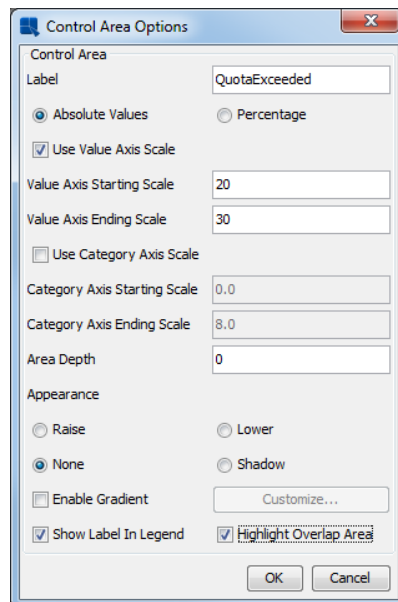 Control Area Options
Control Area
Label QuotaExceeded
Absolute Values Percentage
Use Value Axis Scale
Value Axis Starting Scale 20
Value Axis Ending Scale 30
Use Category Axis Scale
Category Axis Starting Scale 0.0
Category Axis Ending Scale 8.0
Area Depth 0
Appearance
Raise Lower
None Shadow
Enable Gradient Customize...
Show Label In Legend Highlight Overlap Area
OK Cancel